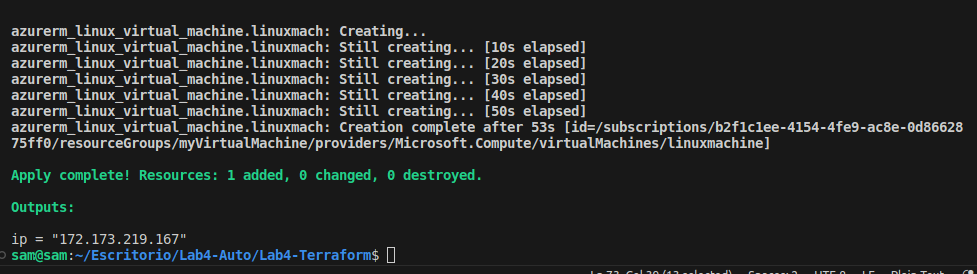 azurerm_linux_virtual_machine.linuxmach: Creating...
azurerm_linux_virtual_machine.linuxmach: Still creating... [10s elapsed]
azurerm_linux_virtual_machine.linuxmach: Still creating... [20s elapsed]
azurerm_linux_virtual_machine.linuxmach: Still creating... [30s elapsed]
azurerm_linux_virtual_machine.linuxmach: Still creating... [40s elapsed]
azurerm_linux_virtual_machine.linuxmach: Still creating... [50s elapsed]
azurerm_linux_virtual_machine.linuxmach: Creation complete after 53s [id=/subscriptions/b2f1c1ee-4154-4fe9-ac8e-0d86628
75ff0/resourceGroups/myVirtualMachine/providers/Microsoft.Compute/virtualMachines/linuxmachine]
Apply complete! Resources: 1 added, 0 changed, 0 destroyed.
Outputs:
ip = "172.173.219.167"
sam@sam:~/Escritorio/Lab4-Auto/Lab4-Terraform$